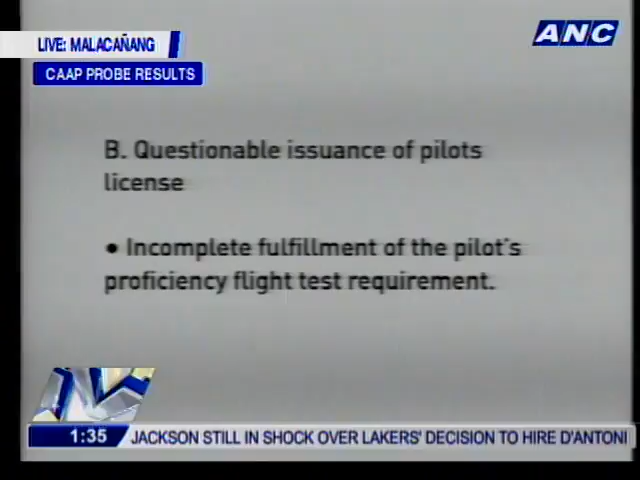 LIVE: MALACAÑANG
ANC
CAAP PROBE RESULTS
B. Questionable issuance of pilots
license
● Incomplete fulfillment of the pilot's
proficiency flight test requirement.
1:35 JACKSON STILL IN SHOCK OVER LAKERS' DECISION TO HIRE D'ANTONI